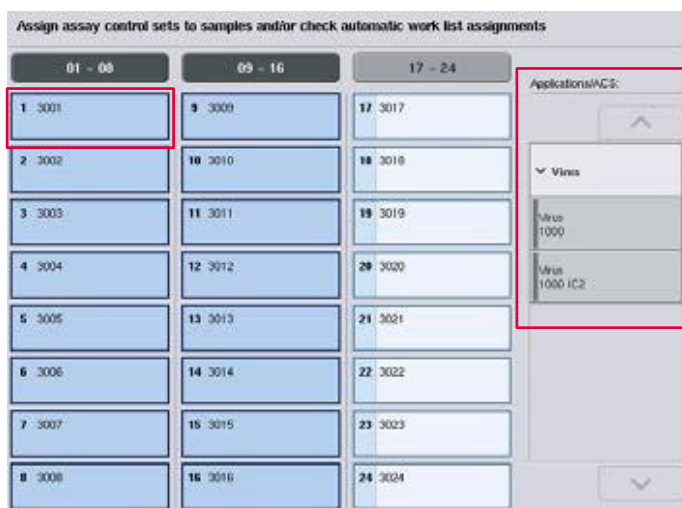 Assign assay control sets to samples and/or check automatic work list assignments
01 - 08 09 - 16 17 - 24
Applications/ACS:
1 3001 9 3009 17 3017
2 3002 10 3010 18 3018
Virus
3 3003 11 3011 19 3019
Virus
1000
4 3004 12 3012 20 3020
Virus
1000 IC2
5 3005 13 3013 21 3021
6 3006 14 3014 22 3022
7 3007 15 3015 23 3023
8 3008 16 3016 24 3024